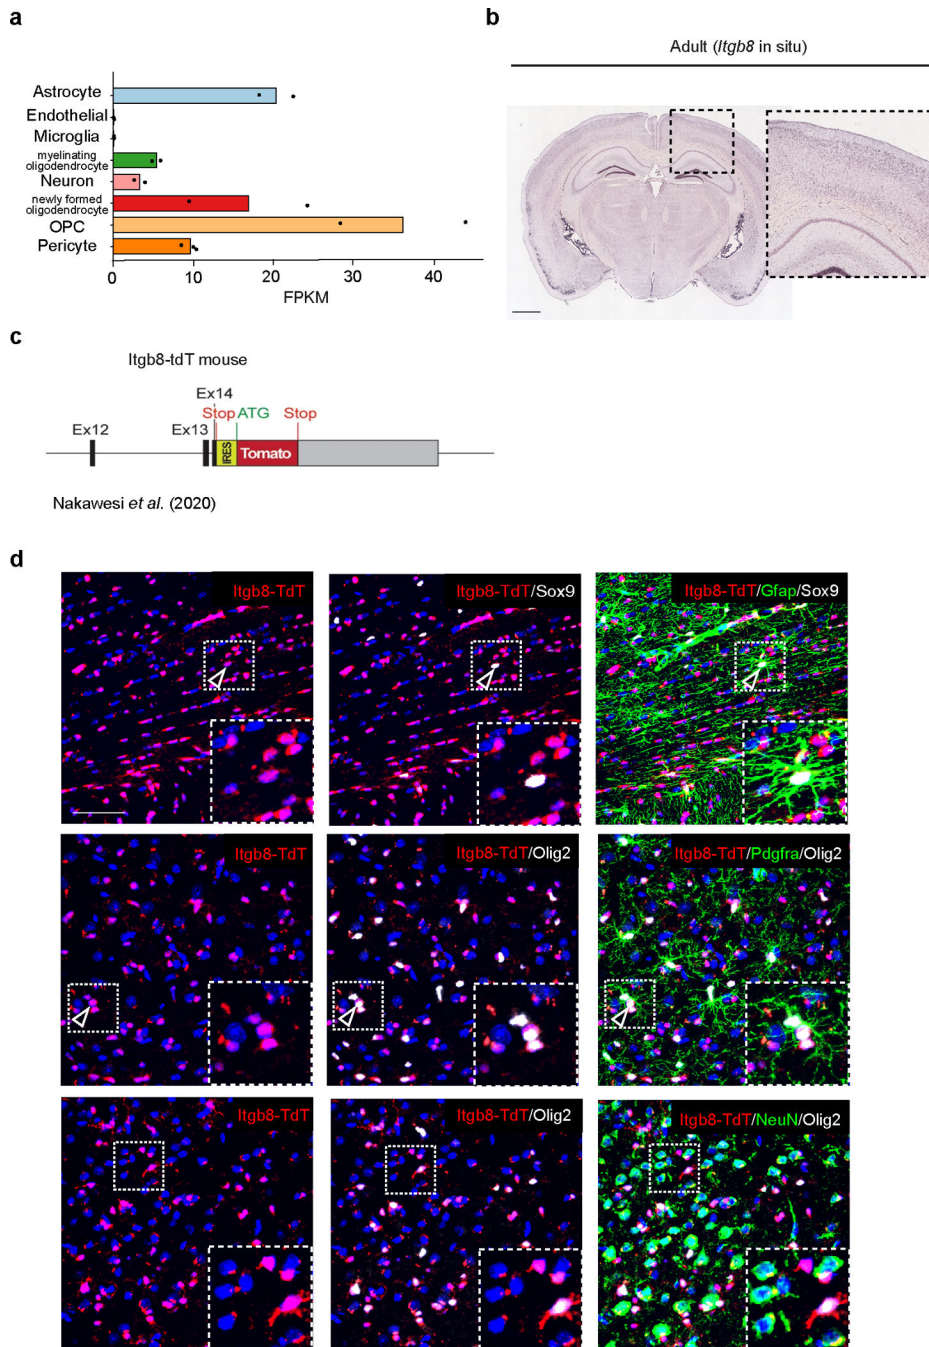 a
Astrocyte
Endothelial
Microglia
myelinating
oligodendrocyte
Neuron
newly formed
oligodendrocyte
OPC
Pericyte
0
10
20
30
40
FPKM
b
Adult (Itgb8 in situ)
c
Itgb8-tdT mouse
Ex14
Stop ATG Stop
Ex12
Ex13
IRES
Tomato
Nakawesi et al. (2020)
d
Itgb8-TdT
Itgb8-TdT/Sox9
Itgb8-TdT/Gfap/Sox9
Itgb8-TdT
Itgb8-TdT/Olig2
Itgb8-TdT/Pdgfra/Olig2
Itgb8-TdT
Itgb8-TdT/Olig2
Itgb8-TdT/NeuN/Olig2